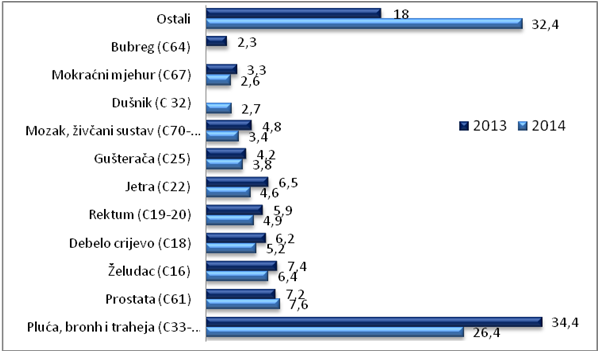 Ostali
18
32,4
Bubreg (C64)
2,3
Mokraćni mjehur (C67)
3,3
2,6
Dušnik (C 32)
2,7
Mozak, živčani sustav (C70-...
4,8
3,4
2013
2014
Gušterača (C25)
4,2
3,8
Jetra (C22)
6,5
4,6
Rektum (C19-20)
5,9
4,9
Debelo crijevo (C18)
6,2
5,2
Želudac (C16)
7,4
6,4
Prostata (C61)
7,2
7,6
Pluća, bronh i traheja (C33-...
34,4
26,4